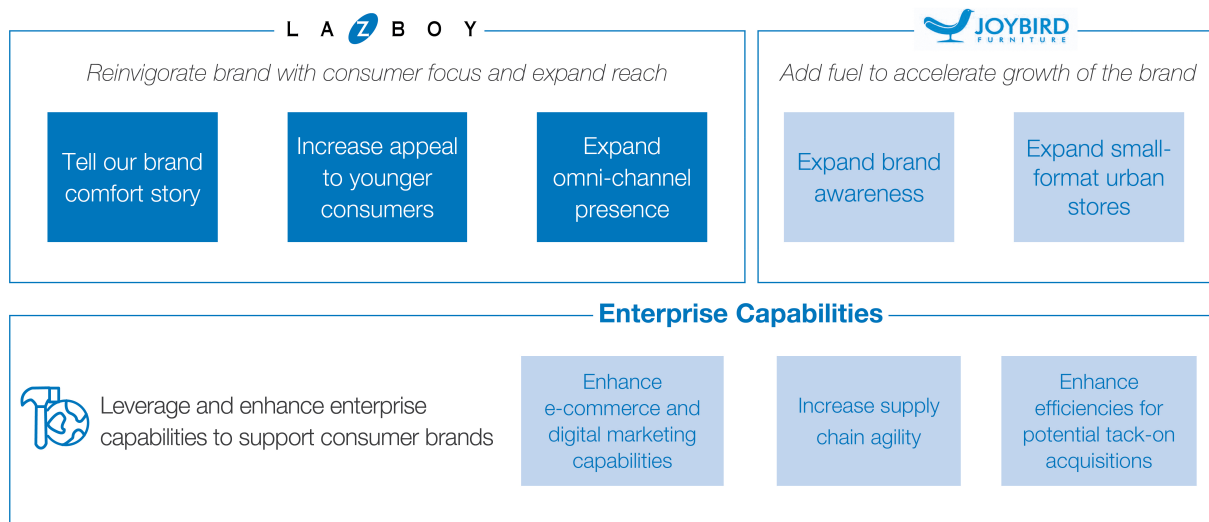 LAZBOY
JOYBIRD
FURNITURE
Reinvigorate brand with consumer focus and expand reach
Add fuel to accelerate growth of the brand
Tell our brand
comfort story
Increase appeal
to younger
consumers
Expand
omni-channel
presence
Expand brand
awareness
Expand small-
format urban
stores
Enterprise Capabilities
Leverage and enhance enterprise
capabilities to support consumer brands
Enhance
e-commerce and
digital marketing
capabilities
Increase supply
chain agility
Enhance
efficiencies for
potential tack-on
acquisitions